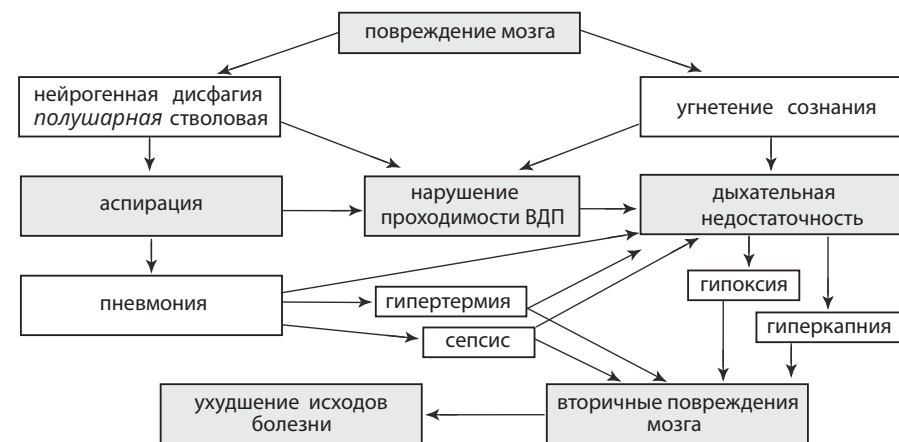 повреждение мозга
нейрогенная дисфагия
полушарная стволовая
угнетение сознания
аспирация
нарушение
проходимости ВДП
дыхательная
недостаточность
пневмония
гипертермия
сепсис
гипоксия
гиперкапния
ухудшение исходов
болезни
вторичные повреждения
мозга